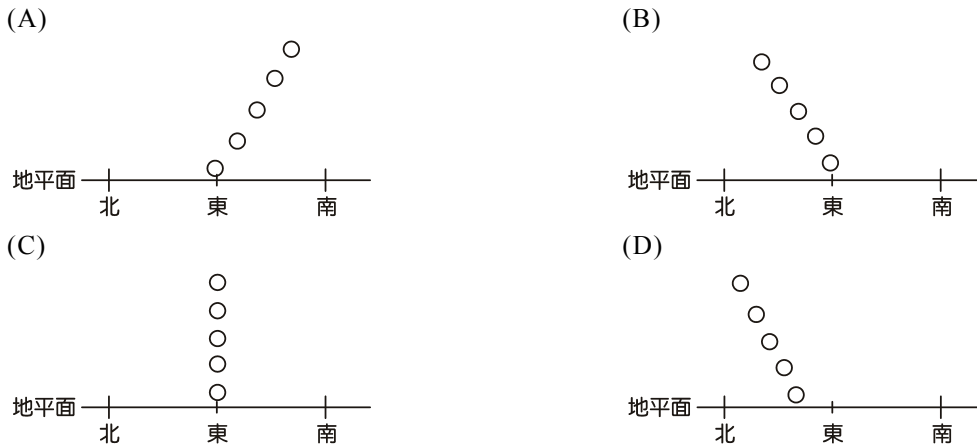 (A)
(B)
地平面
北 東 南
地平面
北 東 南
(C)
(D)
地平面
北 東 南
地平面
北 東 南